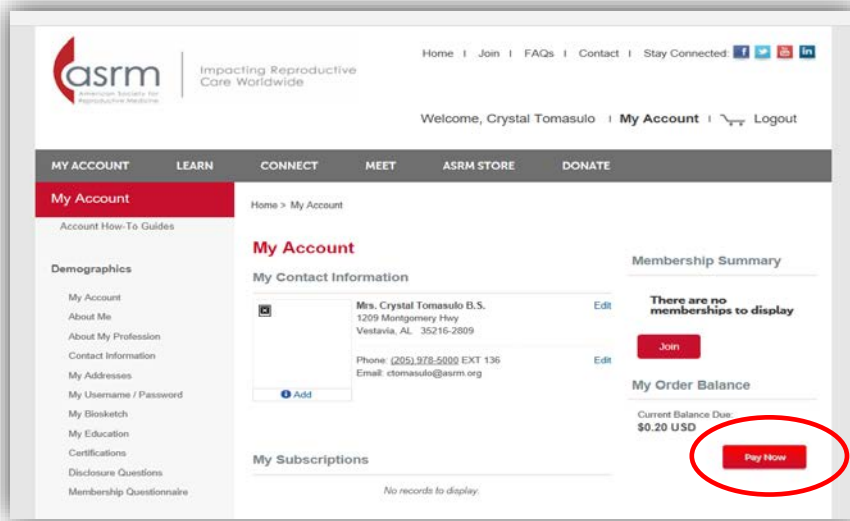 asrm
American Society for
Reproductive Medicine
Impacting Reproductive
Care Worldwide
Home I Join I FAQs I Contact I Stay Connected:
Welcome, Crystal Tomasulo I My Account I Logout
MY ACCOUNT LEARN CONNECT MEET ASRM STORE DONATE
My Account
Account How-To Guides
Demographics
My Account
About Me
About My Profession
Contact Information
My Addresses
My Username / Password
My Biosketch
My Education
Certifications
Disclosure Questions
Membership Questionnaire
Home > My Account
My Account
My Contact Information
Mrs. Crystal Tomasulo B.S. Edit
1209 Montgomery Hwy
Vestavia, AL 35216-2809
Phone: (205) 978-5000 EXT 136 Edit
Email: ctomasulo@asrm.org
Add
My Subscriptions
No records to display.
Membership Summary
There are no
memberships to display
Join
My Order Balance
Current Balance Due:
$0.20 USD
Pay Now